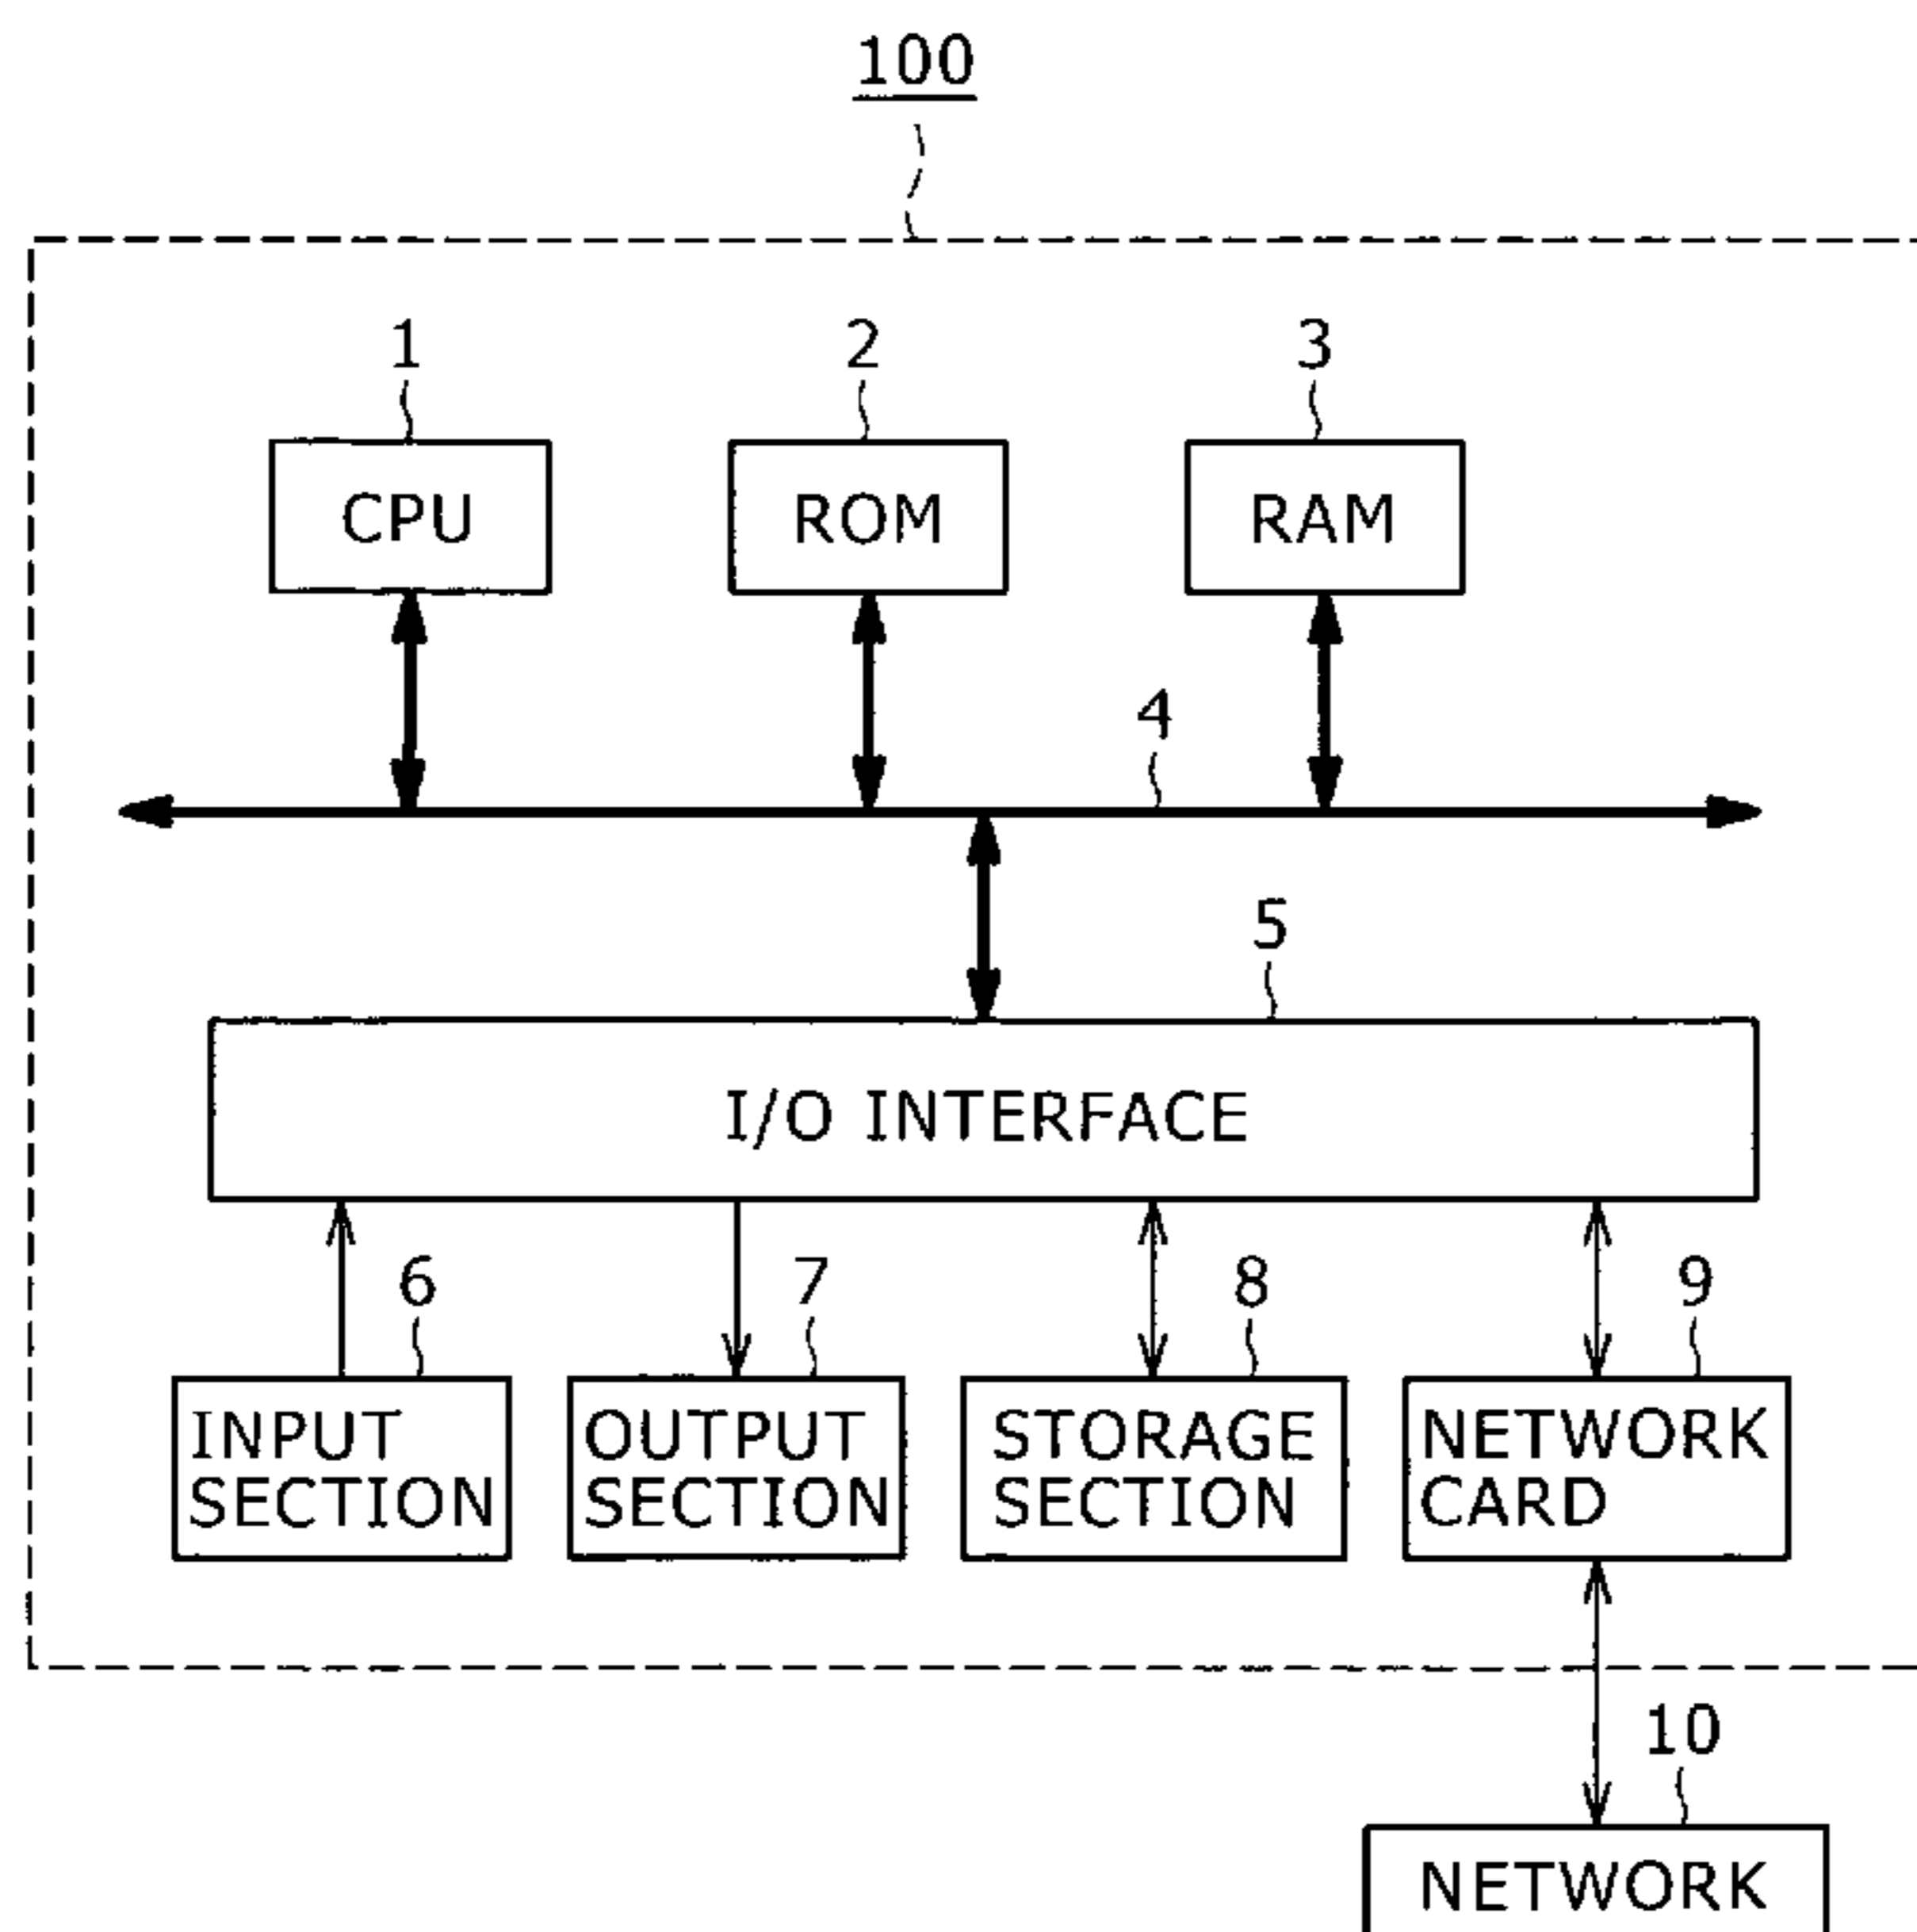 100
1
2
3
CPU
ROM
RAM
4
5
I/O INTERFACE
6
7
8
9
INPUT
SECTION
OUTPUT
SECTION
STORAGE
SECTION
NETWORK
CARD
10
NETWORK